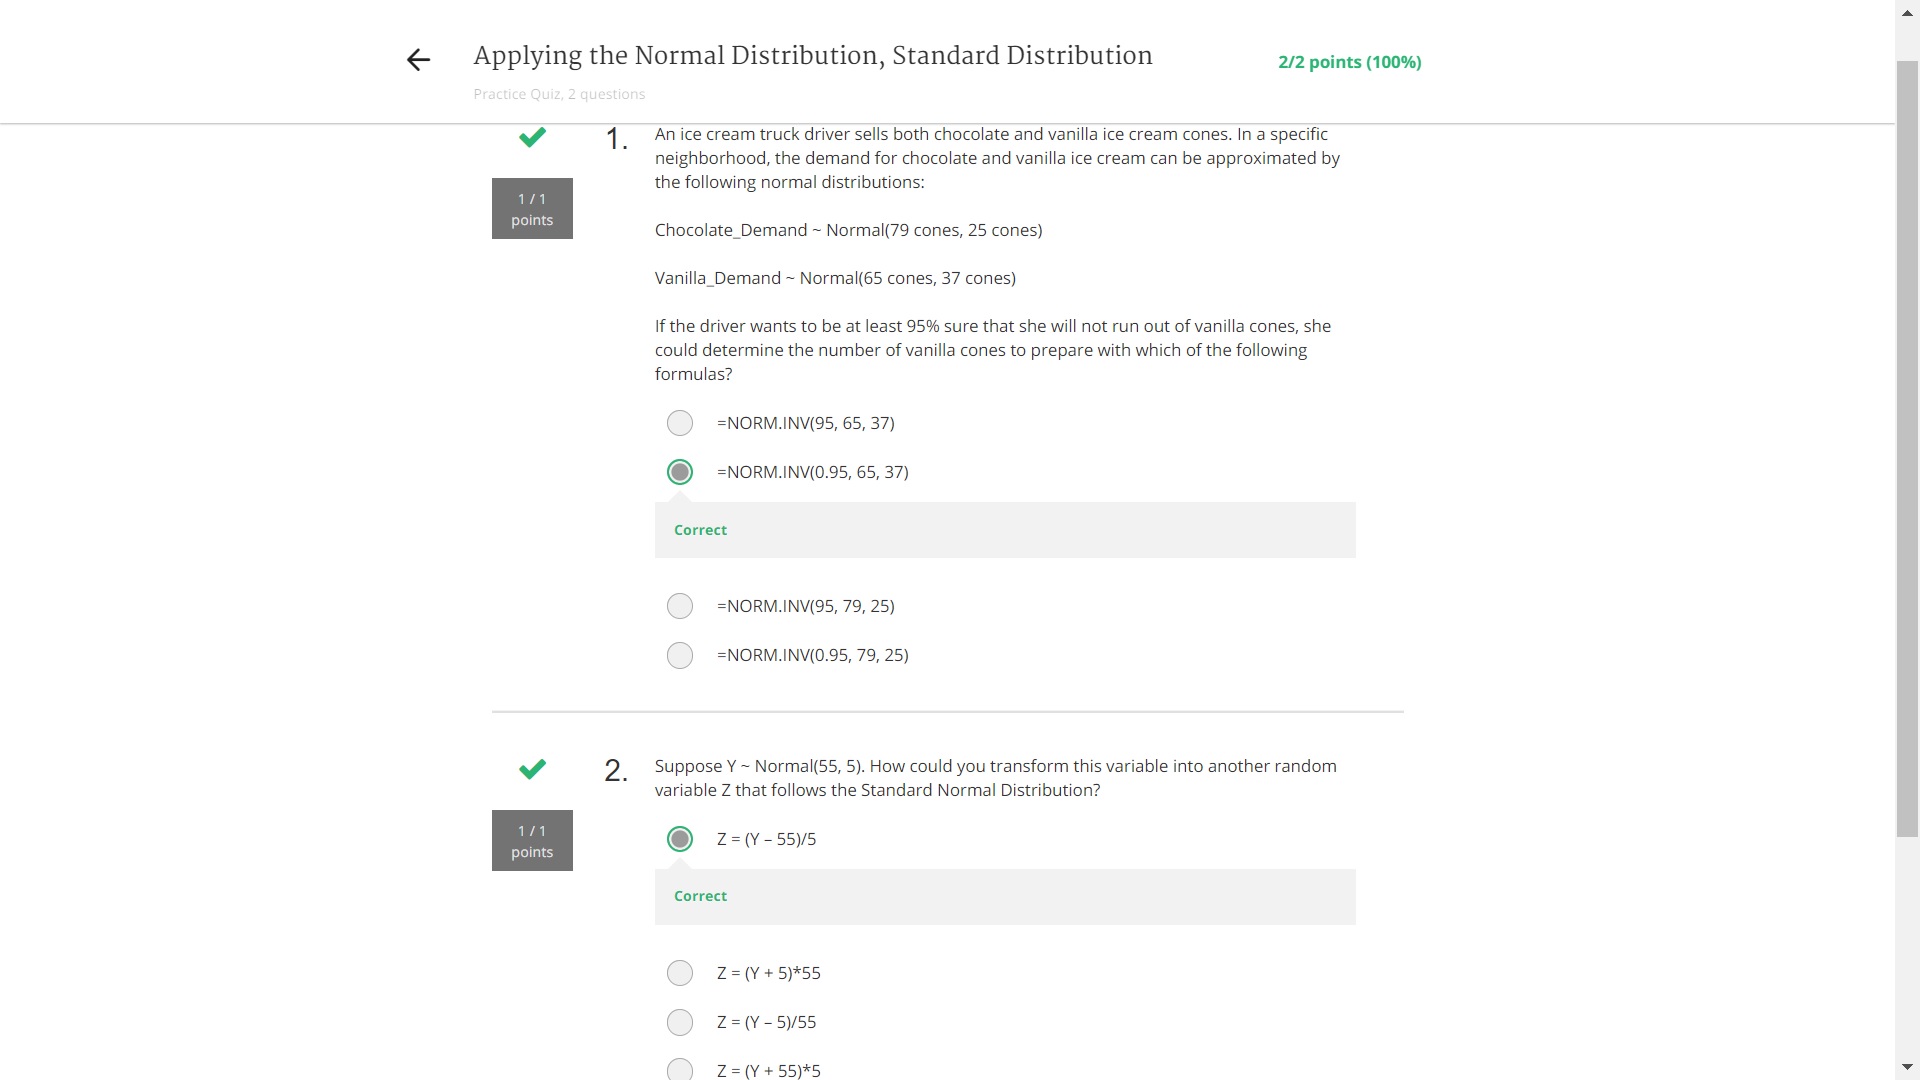 Applying the Normal Distribution, Standard Distribution
2/2 points (100%)
Practice Quiz, 2 questions
1.
1 / 1
points
An ice cream truck driver sells both chocolate and vanilla ice cream cones. In a specific
neighborhood, the demand for chocolate and vanilla ice cream can be approximated by
the following normal distributions:
Chocolate_Demand ~ Normal(79 cones, 25 cones)
Vanilla_Demand ~ Normal(65 cones, 37 cones)
If the driver wants to be at least 95% sure that she will not run out of vanilla cones, she
could determine the number of vanilla cones to prepare with which of the following
formulas?
=NORM.INV(95, 65, 37)
=NORM.INV(0.95, 65, 37)
Correct
=NORM.INV(95, 79, 25)
=NORM.INV(0.95, 79, 25)
2.
1 / 1
points
Suppose Y ~ Normal(55, 5). How could you transform this variable into another random
variable Z that follows the Standard Normal Distribution?
Z = (Y – 55)/5
Correct
Z = (Y + 5)*55
Z = (Y – 5)/55
Z = (Y + 55)*5